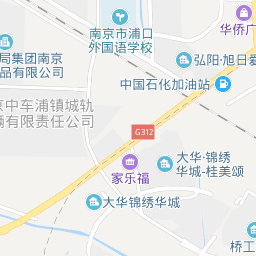 华侨广
南京市浦口
外国语学校
弘阳·旭日爱
局集团南京
品有限公司
中国石化加油站
京中车浦镇城轨
辆有限责任公司
G312
大华·锦绣
华城-桂美颂
家乐福
大华锦绣华城
桥工